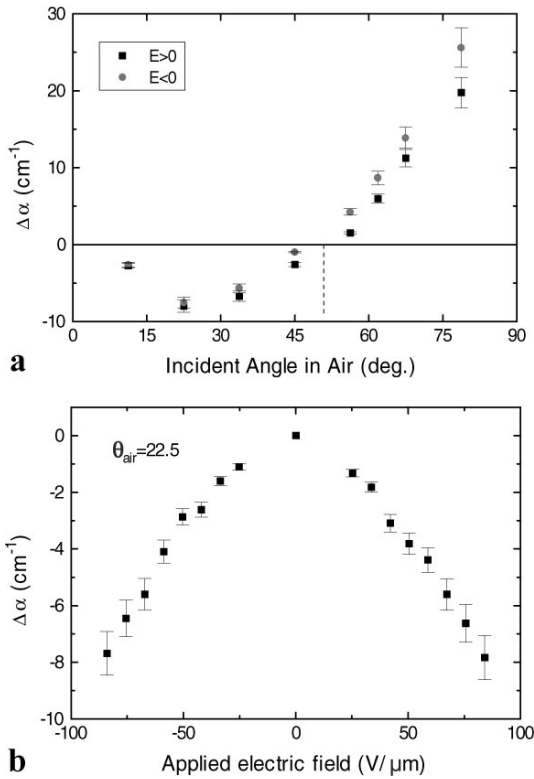 30
20
10
0
-10
E>0
E<0
Δα (cm⁻¹)
0 15 30 45 60 75 90
Incident Angle in Air (deg.)
a
0
-2
-4
-6
-8
-10
θair=22.5
Δα (cm⁻¹)
-100 -50 0 50 100
Applied electric field (V/μm)
b